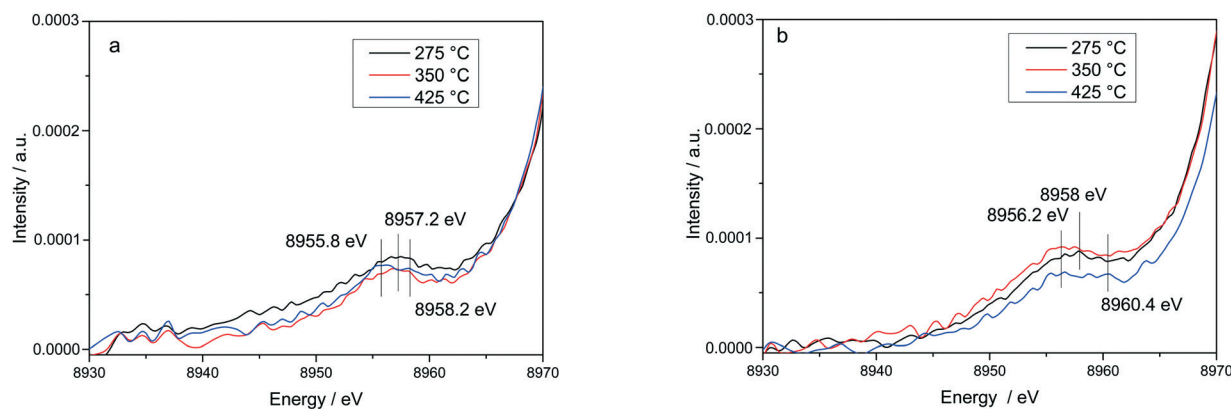 a
275 °C
350 °C
425 °C
8957.2 eV
8955.8 eV
8958.2 eV
0.0003
0.0002
0.0001
0.0000
Intensity / a.u.
8930
8940
8950
8960
8970
Energy / eV
b
275 °C
350 °C
425 °C
8958 eV
8956.2 eV
8960.4 eV
0.0003
0.0002
0.0001
0.0000
Intensity / a.u.
8930
8940
8950
8960
8970
Energy / eV